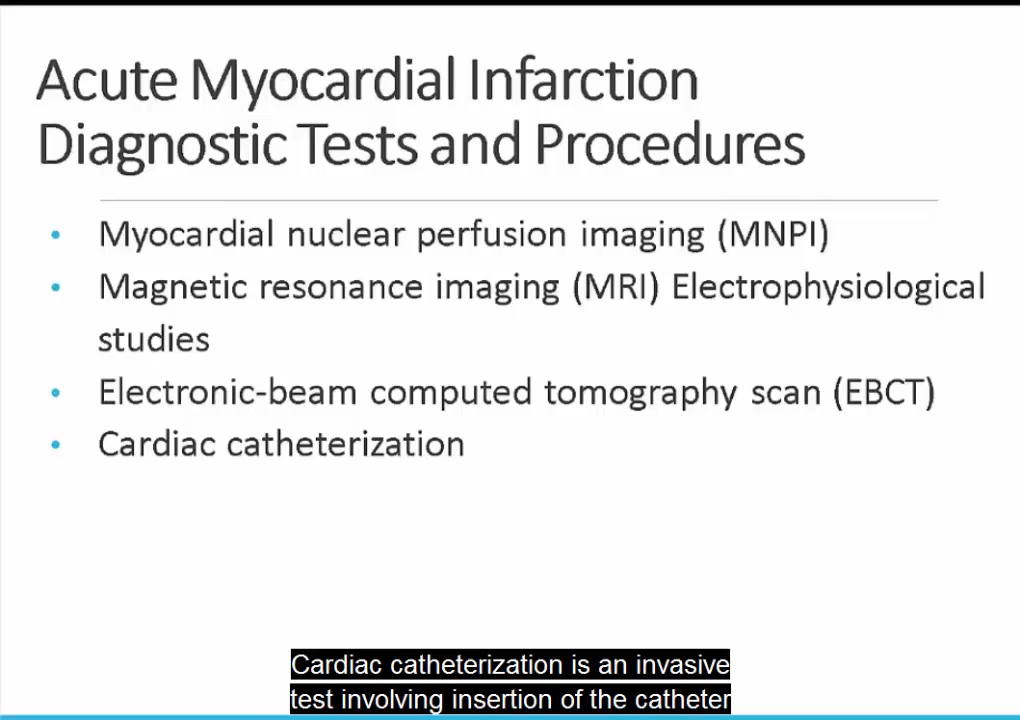 Acute Myocardial Infarction
Diagnostic Tests and Procedures
• Myocardial nuclear perfusion imaging (MNPI)
• Magnetic resonance imaging (MRI) Electrophysiological
studies
• Electronic-beam computed tomography scan (EBCT)
• Cardiac catheterization
Cardiac catheterization is an invasive
test involving insertion of the catheter